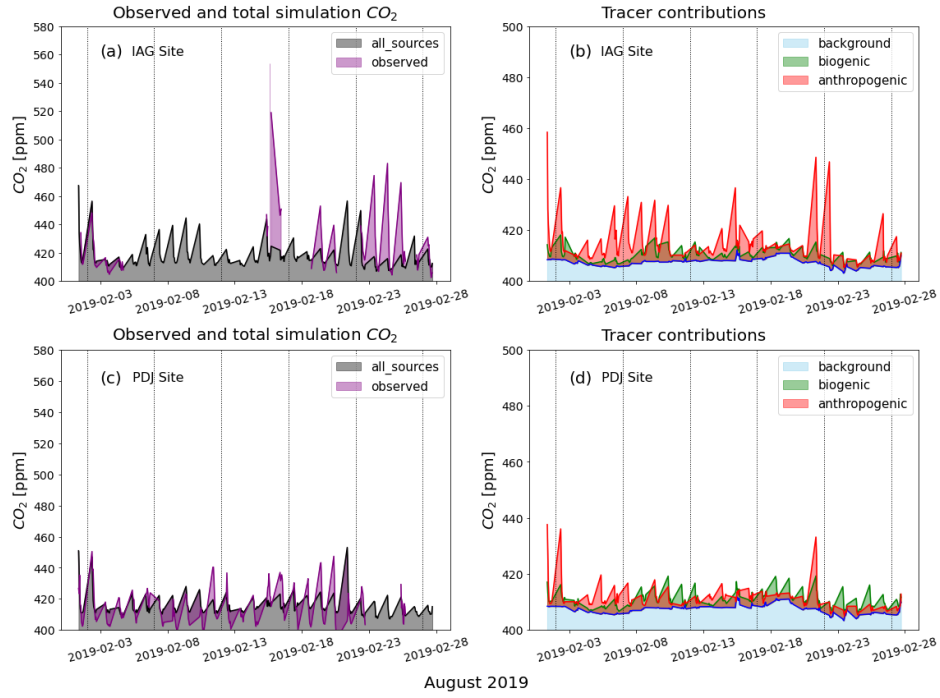 Observed and total simulation CO2
CO2 [ppm]
580
560
540
520
500
480
460
440
420
400
(a) IAG Site
all_sources
observed
2019-02-03
2019-02-08
2019-02-13
2019-02-18
2019-02-23
2019-02-28
Tracer contributions
CO2 [ppm]
500
480
460
440
420
400
(b) IAG Site
background
biogenic
anthropogenic
2019-02-03
2019-02-08
2019-02-13
2019-02-18
2019-02-23
2019-02-28
Observed and total simulation CO2
CO2 [ppm]
580
560
540
520
500
480
460
440
420
400
(c) PDJ Site
all_sources
observed
2019-02-03
2019-02-08
2019-02-13
2019-02-18
2019-02-23
2019-02-28
Tracer contributions
CO2 [ppm]
500
480
460
440
420
400
(d) PDJ Site
background
biogenic
anthropogenic
2019-02-03
2019-02-08
2019-02-13
2019-02-18
2019-02-23
2019-02-28
August 2019